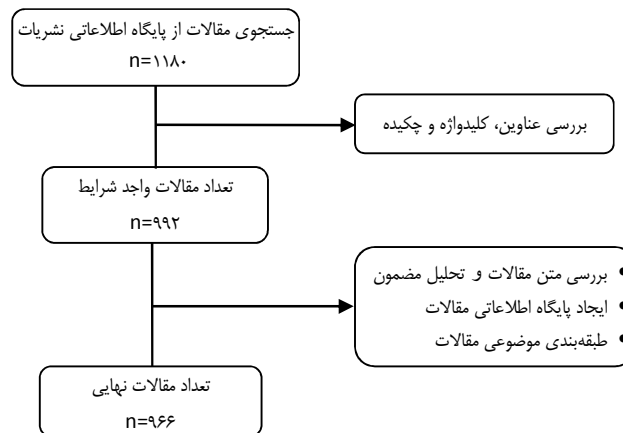 جستجوی مقالات از پایگاه اطلاعاتی نشریات
n=۱۱۸۰
بررسی عناوین، کلیدواژه و چکیده
تعداد مقالات واجد شرایط
n=۹۹۲
• بررسی متن مقالات و تحلیل مضمون
• ایجاد پایگاه اطلاعاتی مقالات
• طبقه‌بندی موضوعی مقالات
تعداد مقالات نهایی
n=۹۶۶